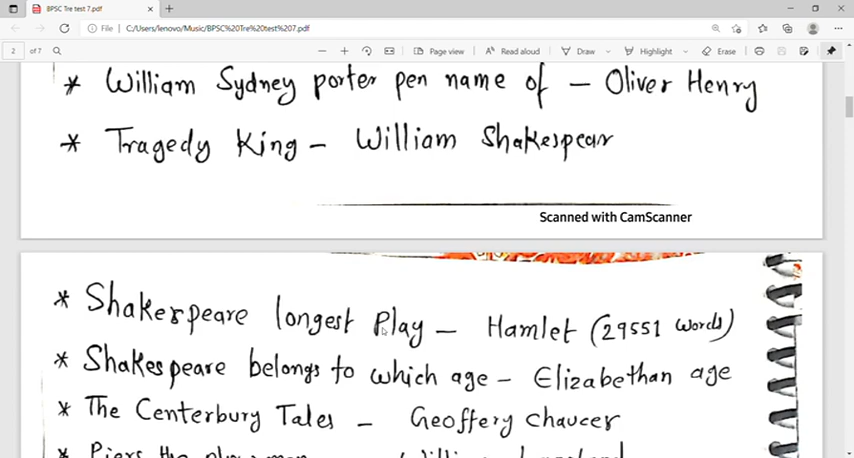 BPSC Tre test 7.pdf
File | C:/Users/lenovo/Music/BPSC%20Tre%20test%207.pdf
2 of 7 Page view Read aloud Draw Highlight Erase
* William Sydney porter pen name of – Oliver Henry
* Tragedy King – William Shakespear
Scanned with CamScanner
* Shakespeare longest Play – Hamlet (29551 words)
* Shakespeare belongs to which age – Elizabethan age
* The Centerbury Tales – Geoffery Chaucer
* Piers the